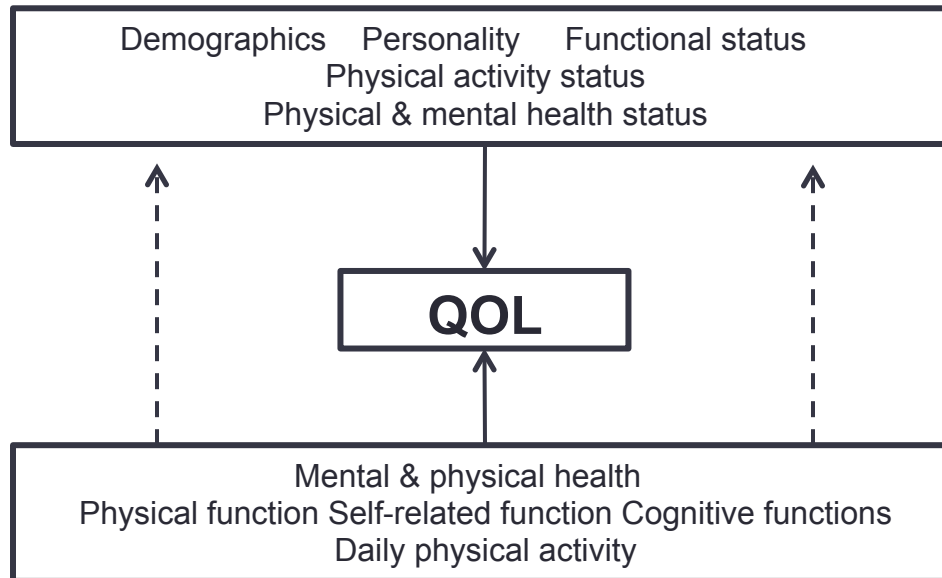 Demographics Personality Functional status
Physical activity status
Physical & mental health status
QOL
Mental & physical health
Physical function Self-related function Cognitive functions
Daily physical activity